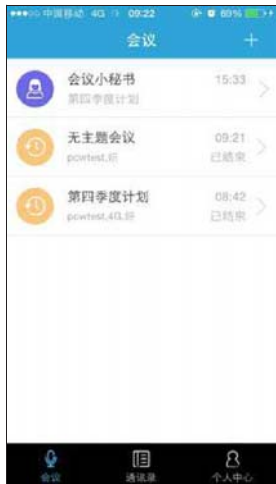 中国移动 4G 09:22 69%
会议 +
会议小秘书 15:33
第四季度计划
无主题会议 09:21
pcwtest,妍 已结束
第四季度计划 08:42
已结束
会议 通讯录 个人中心